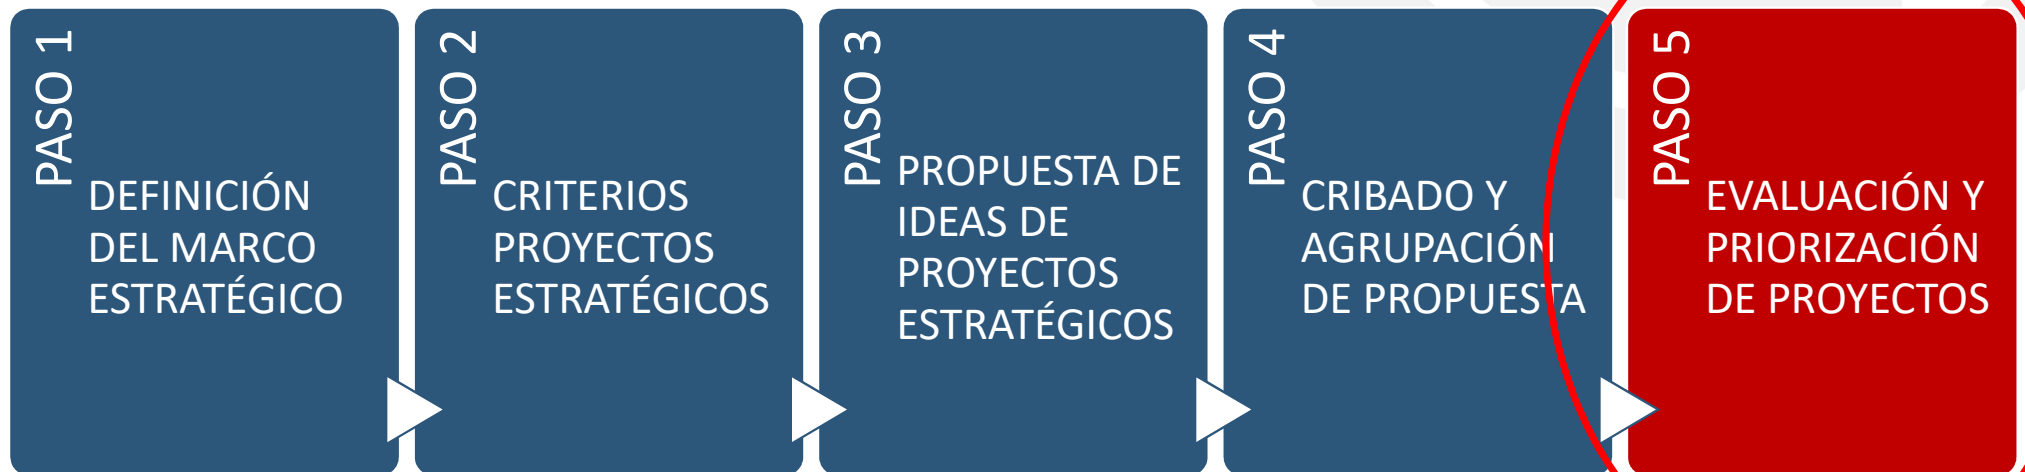 PASO 1
DEFINICIÓN
DEL MARCO
ESTRATÉGICO
PASO 2
CRITERIOS
PROYECTOS
ESTRATÉGICOS
PASO 3
PROPUESTA DE
IDEAS DE
PROYECTOS
ESTRATÉGICOS
PASO 4
CRIBADO Y
AGRUPACIÓN
DE PROPUESTA
PASO 5
EVALUACIÓN Y
PRIORIZACIÓN
DE PROYECTOS